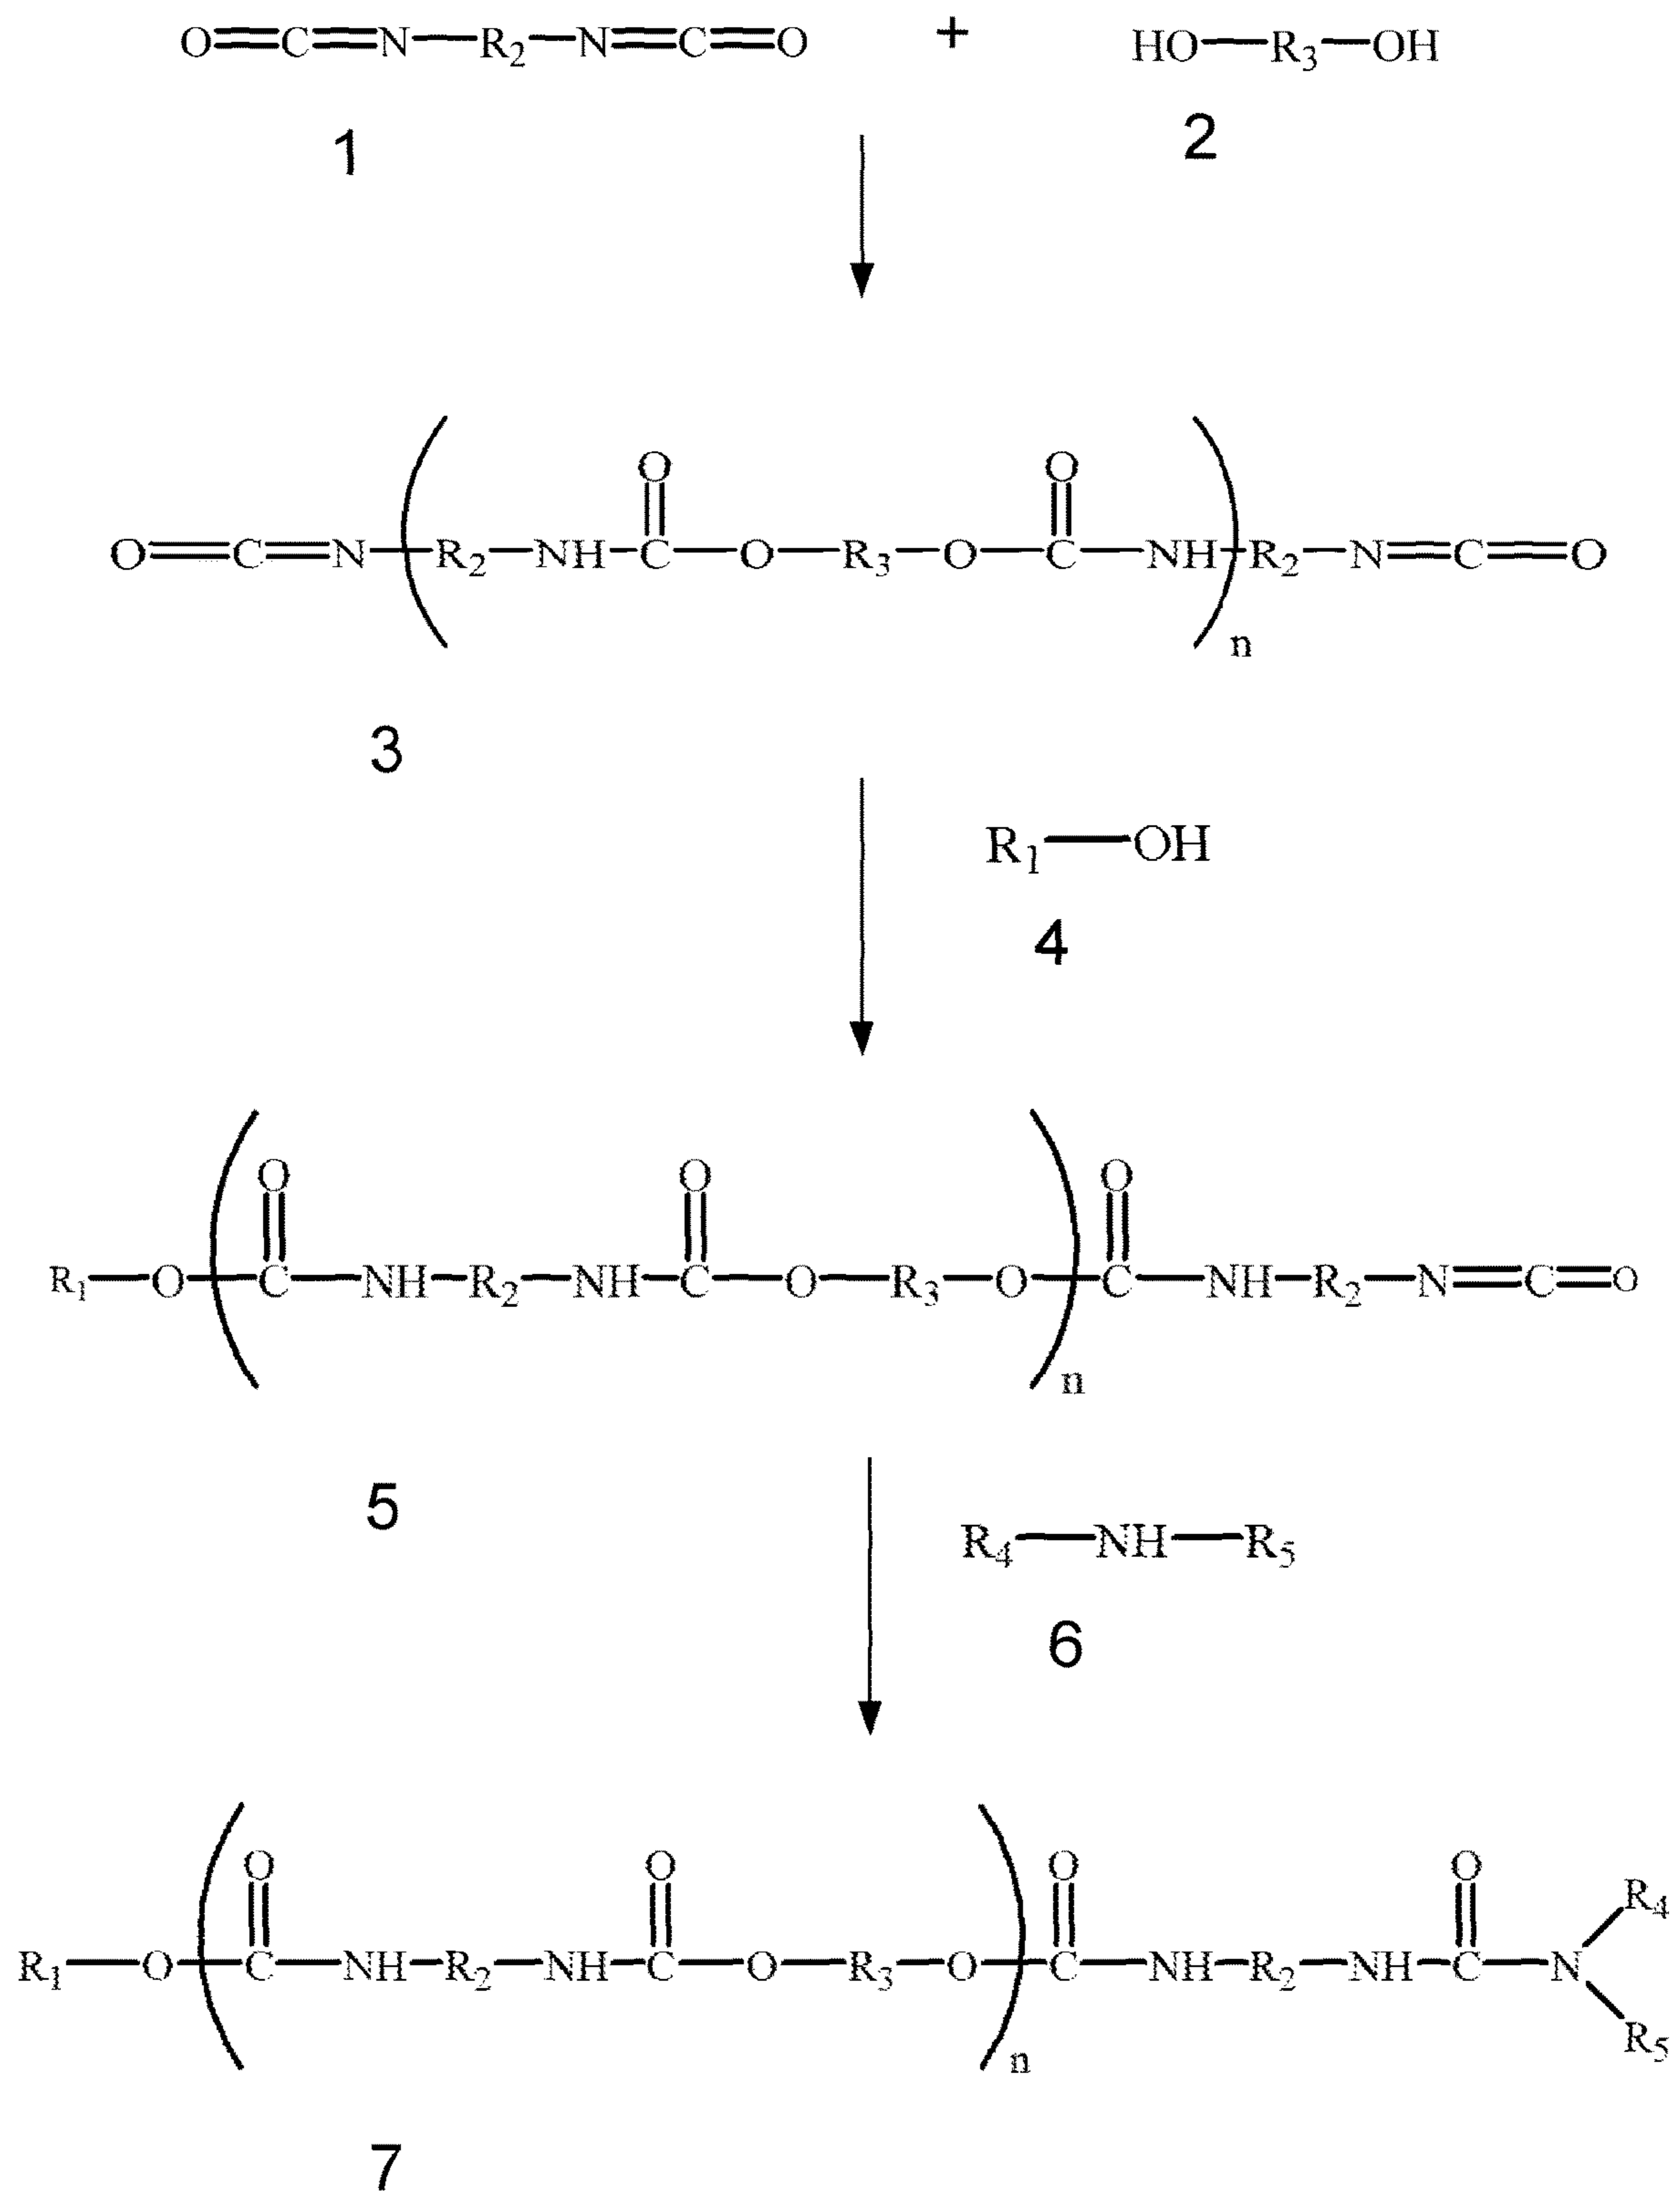 O=C=N—R₂—N=C=O + HO—R₃—OH
1 2
O O
O=C=N—(R₂—NH—C—O—R₃—O—C—NH)—R₂—N=C=O
n
3
R₁—OH
4
O O O
R₁—O—(C—NH—R₂—NH—C—O—R₃—O)—C—NH—R₂—N=C=O
n
5
R₄—NH—R₅
6
O O O O R₄
R₁—O—(C—NH—R₂—NH—C—O—R₃—O)—C—NH—R₂—NH—C—N
n R₅
7